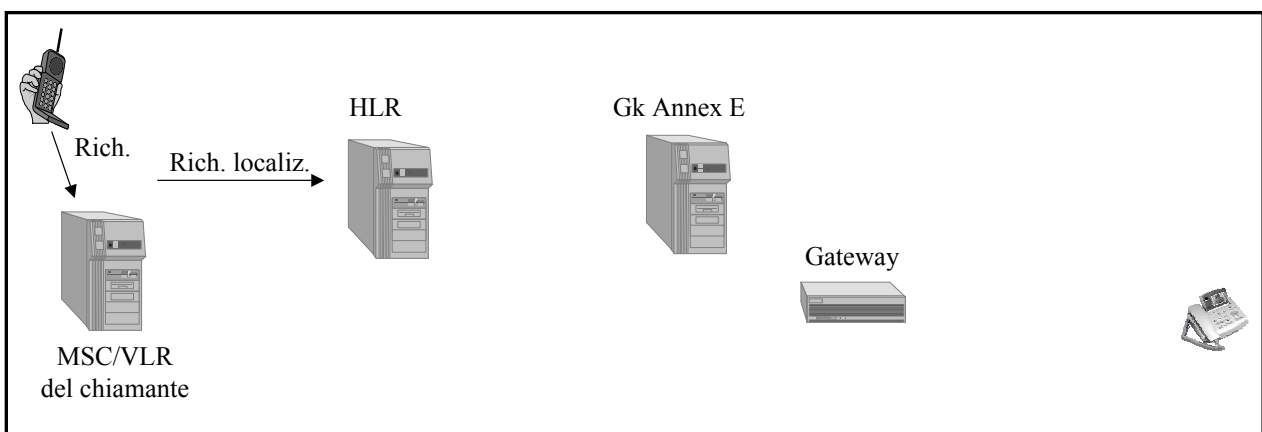 HLR
Gk Annex E
Rich.
Rich. localiz.
Gateway
MSC/VLR
del chiamante